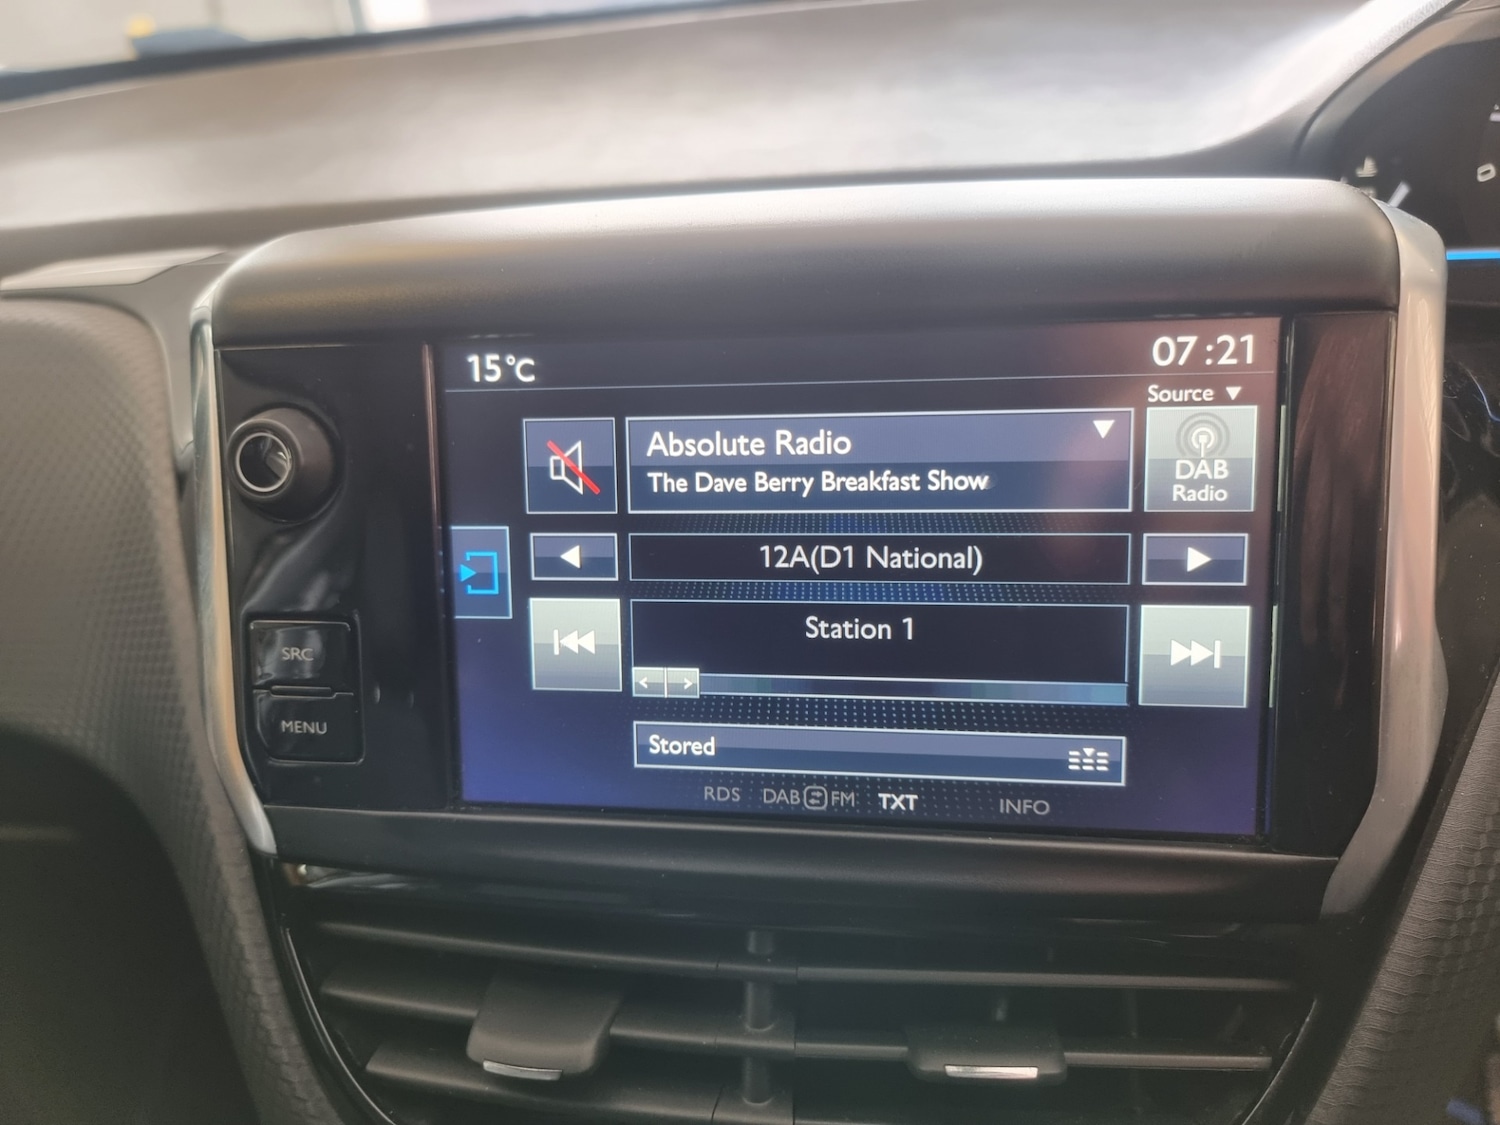 15°C
07:21
Source
Absolute Radio
The Dave Berry Breakfast Show
DAB
Radio
12A(D1 National)
Station 1
SRC
MENU
Stored
RDS DAB FM TXT INFO